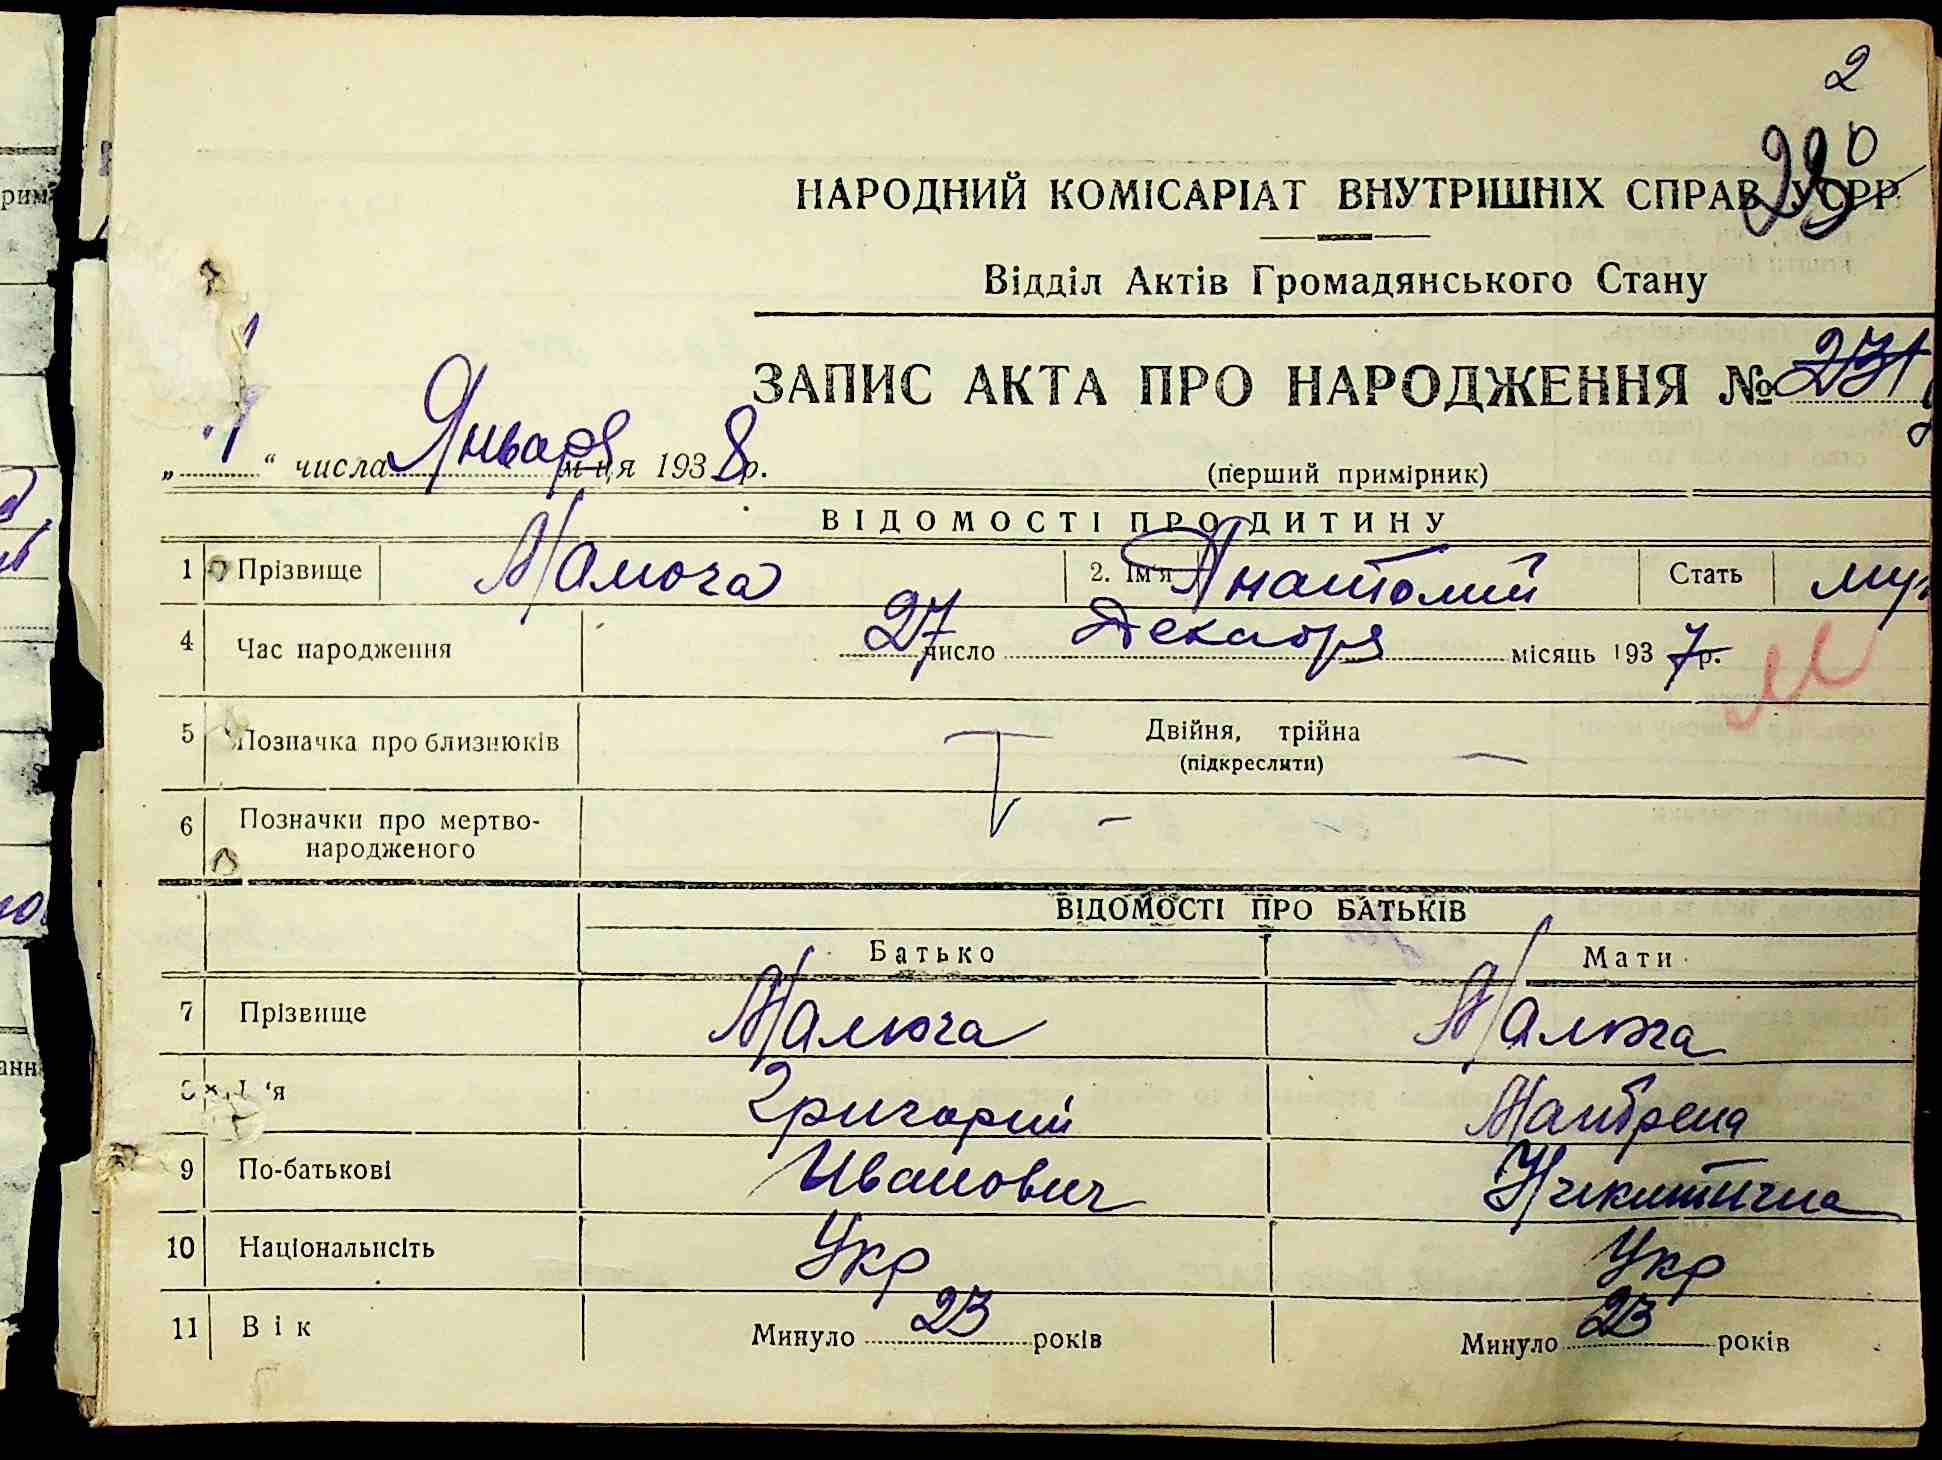 2
230
НАРОДНИЙ КОМІСАРІАТ ВНУТРІШНІХ СПРАВ УСРР
Відділ Актів Громадянського Стану
ЗАПИС АКТА ПРО НАРОДЖЕННЯ № 231
„ 1 “ числа Января м-ця 1938 р.
(перший примірник)
ВІДОМОСТІ ПРО ДИТИНУ
1 Прізвище Малюга 2. Ім'я Анатолий Стать муж
4 Час народження 27 число Декабря місяць 1937 р.
5 Позначка про близнюків Двійня, трійна —
(підкреслити)
6 Позначки про мертво- —
народженого
ВІДОМОСТІ ПРО БАТЬКІВ
Батько Мати
7 Прізвище Малюга Малюга
Ім'я Григорий
9 По-батькові Иванович Никитична
10 Національність Укр Укр
11 Вік Минуло 23 років Минуло 23 років